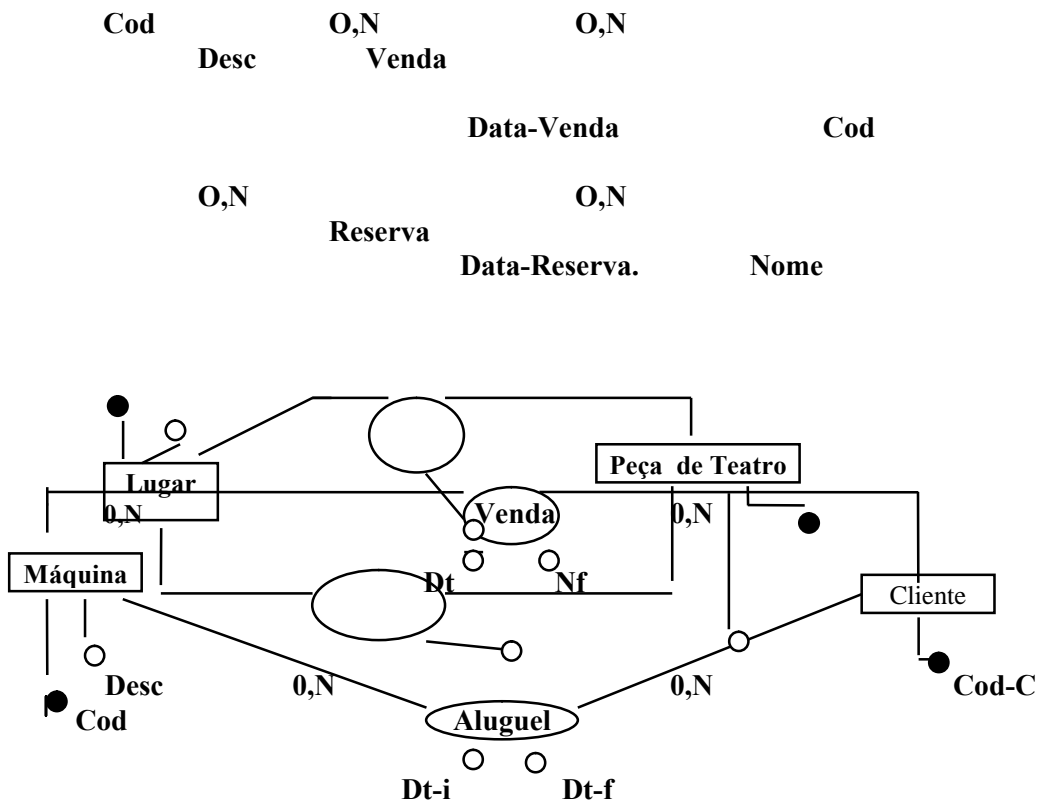 Cod O,N O,N
Desc Venda
Data-Venda Cod
O,N O,N
Reserva
Data-Reserva. Nome
Peça de Teatro
Lugar
0,N Venda 0,N
Máquina Dt Nf
Cliente
Desc 0,N 0,N Cod-C
Cod Aluguel
Dt-i Dt-f